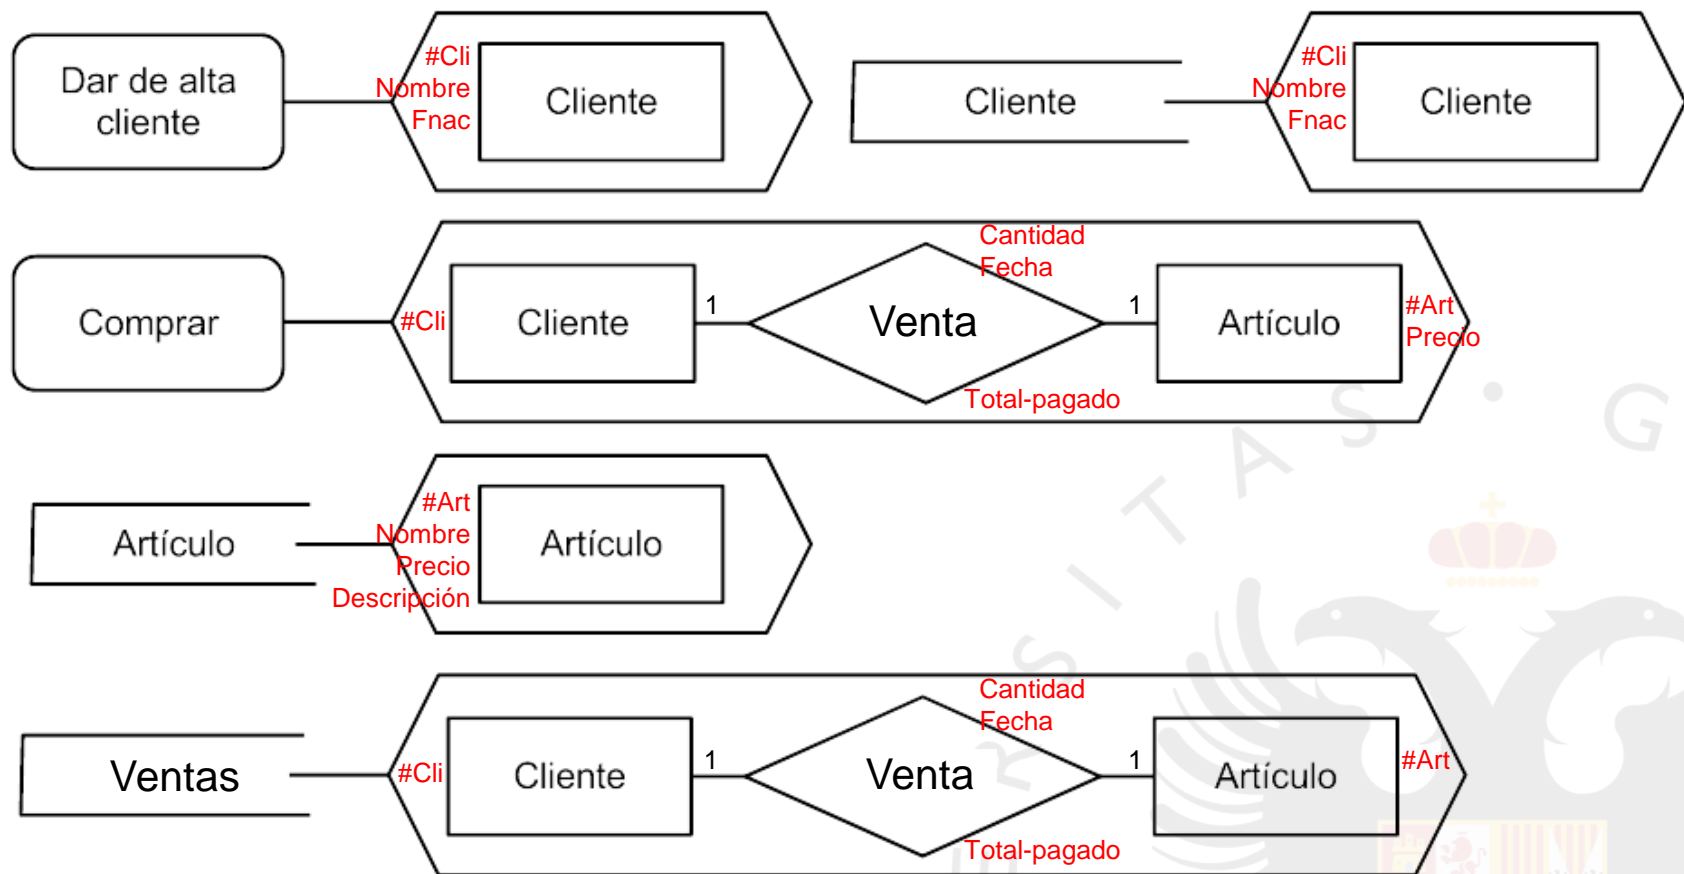 Dar de alta
cliente
#Cli
Nombre
Fnac
Cliente
Cliente
#Cli
Nombre
Fnac
Cliente
Comprar
#Cli
Cliente
1
Cantidad
Fecha
Venta
Total-pagado
1
Artículo
#Art
Precio
Artículo
#Art
Nombre
Precio
Descripción
Artículo
Ventas
#Cli
Cliente
1
Cantidad
Fecha
Venta
Total-pagado
1
Artículo
#Art
E R S I T A S · G